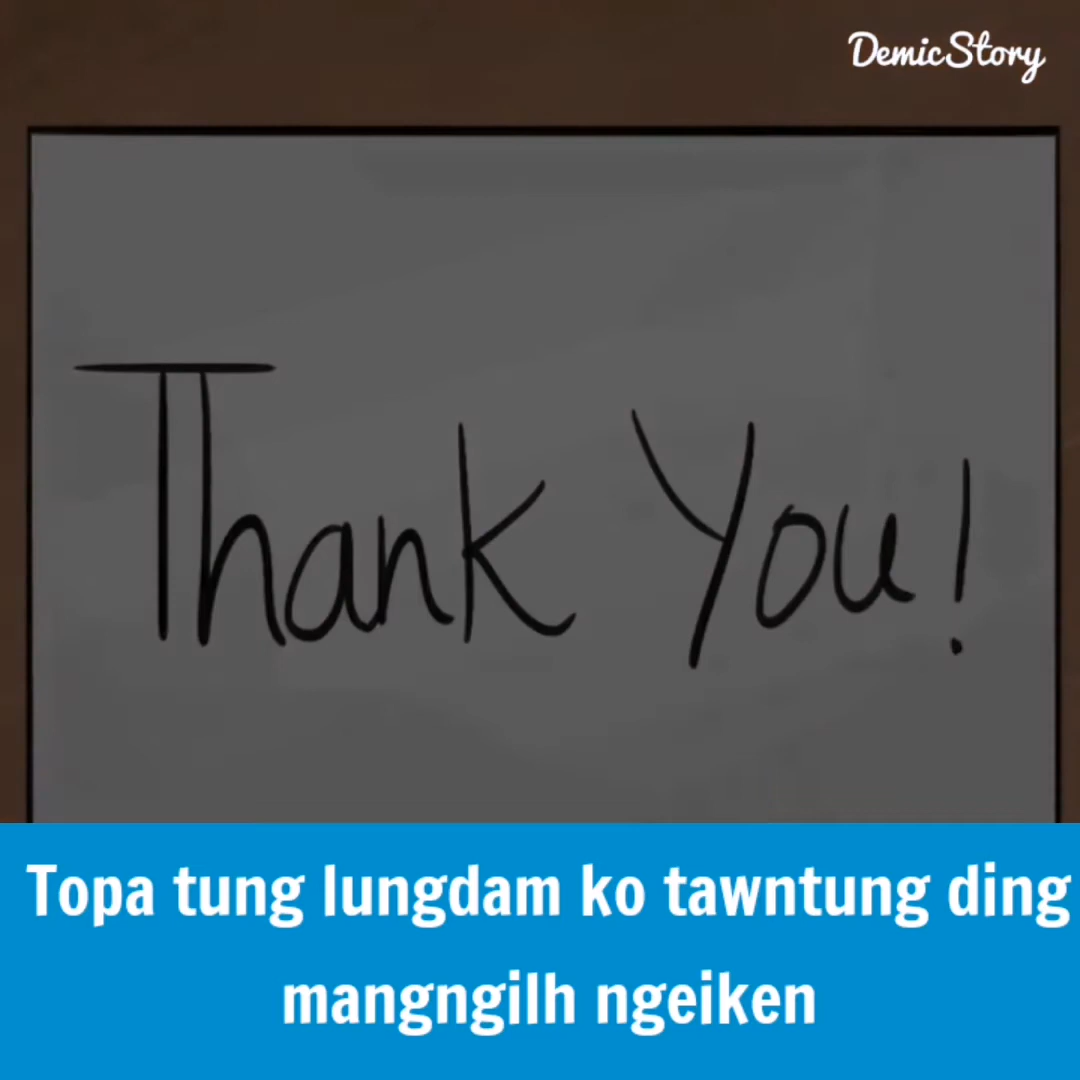 DemicStory
Thank You!
Topa tung lungdam ko tawntung ding
mangngilh ngeiken